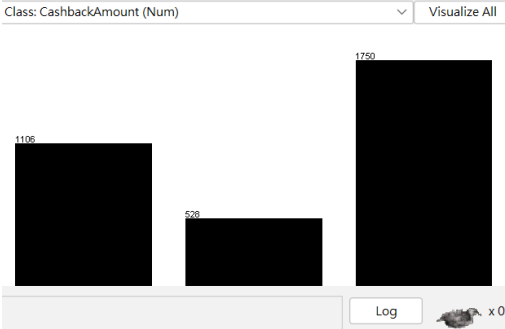 Class: CashbackAmount (Num)
Visualize All
1750
1106
528
Log
x 0